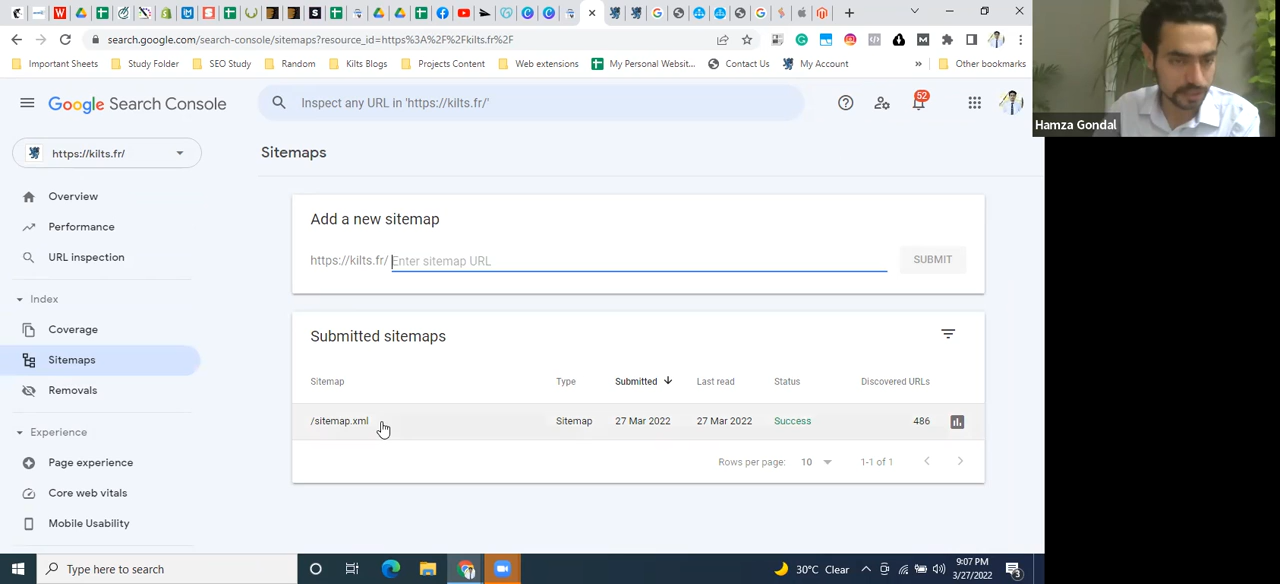 search.google.com/search-console/sitemaps?resource_id=https%3A%2F%2Fkilts.fr%2F
Important Sheets
Study Folder
SEO Study
Random
Kilts Blogs
Projects Content
Web extensions
My Personal Websit...
Contact Us
My Account
»
Other bookmarks
Google Search Console
Inspect any URL in 'https://kilts.fr/'
52
Hamza Gondal
https://kilts.fr/
Sitemaps
Overview
Performance
URL inspection
Index
Coverage
Sitemaps
Removals
Experience
Page experience
Core web vitals
Mobile Usability
Add a new sitemap
https://kilts.fr/ Enter sitemap URL
SUBMIT
Submitted sitemaps
Sitemap Type Submitted Last read Status Discovered URLs
/sitemap.xml Sitemap 27 Mar 2022 27 Mar 2022 Success 486
Rows per page: 10 1-1 of 1
Type here to search
30°C Clear
9:07 PM
3/27/2022
3